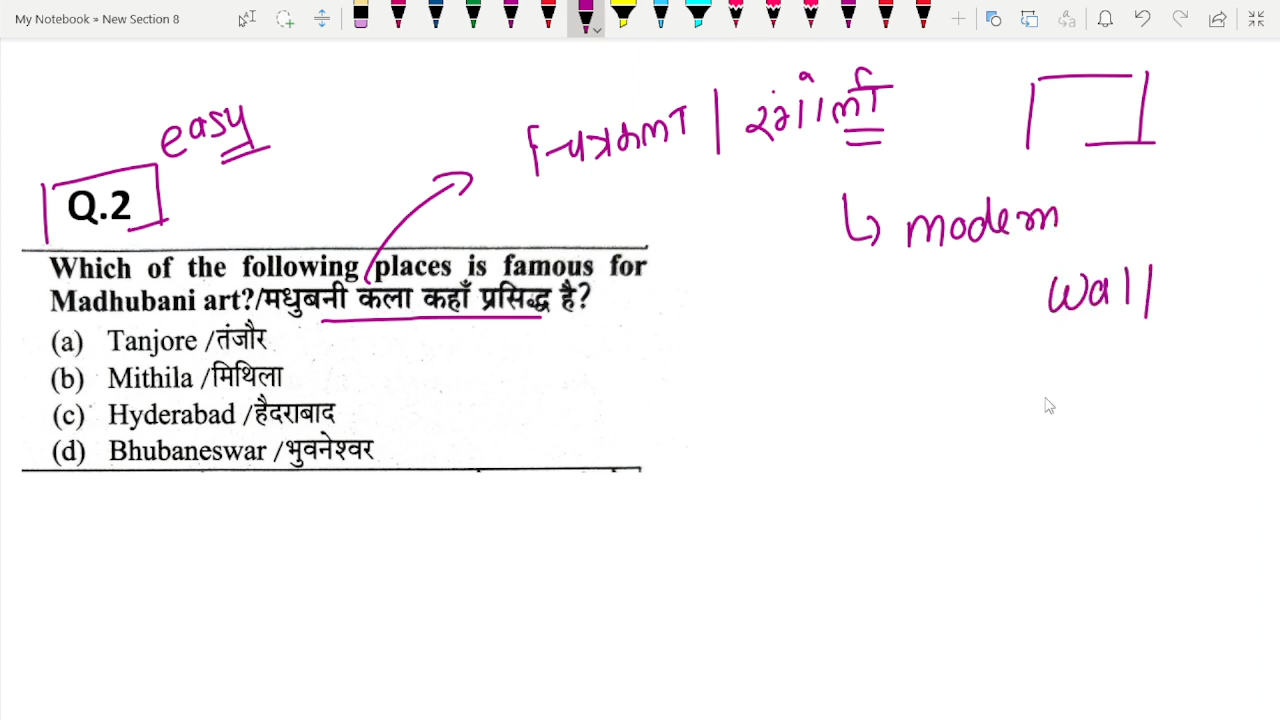 My Notebook » New Section 8
easy
चित्रकला | रंगोली
Q.2
↳ modern
wall
Which of the following places is famous for
Madhubani art?/मधुबनी कला कहाँ प्रसिद्ध है?
(a) Tanjore /तंजौर
(b) Mithila /मिथिला
(c) Hyderabad /हैदराबाद
(d) Bhubaneswar /भुवनेश्वर